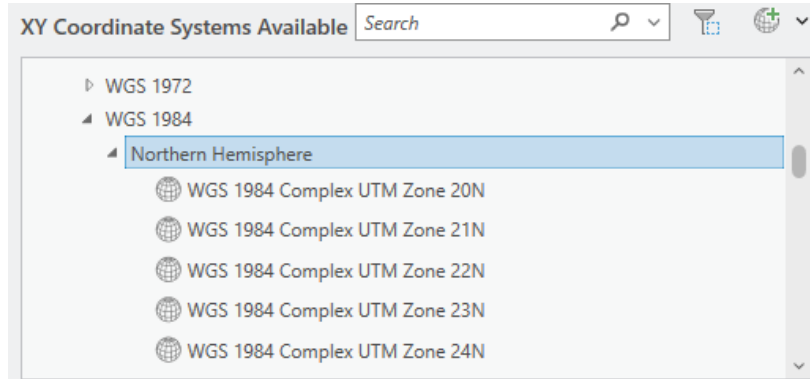 XY Coordinate Systems Available Search
WGS 1972
WGS 1984
Northern Hemisphere
WGS 1984 Complex UTM Zone 20N
WGS 1984 Complex UTM Zone 21N
WGS 1984 Complex UTM Zone 22N
WGS 1984 Complex UTM Zone 23N
WGS 1984 Complex UTM Zone 24N